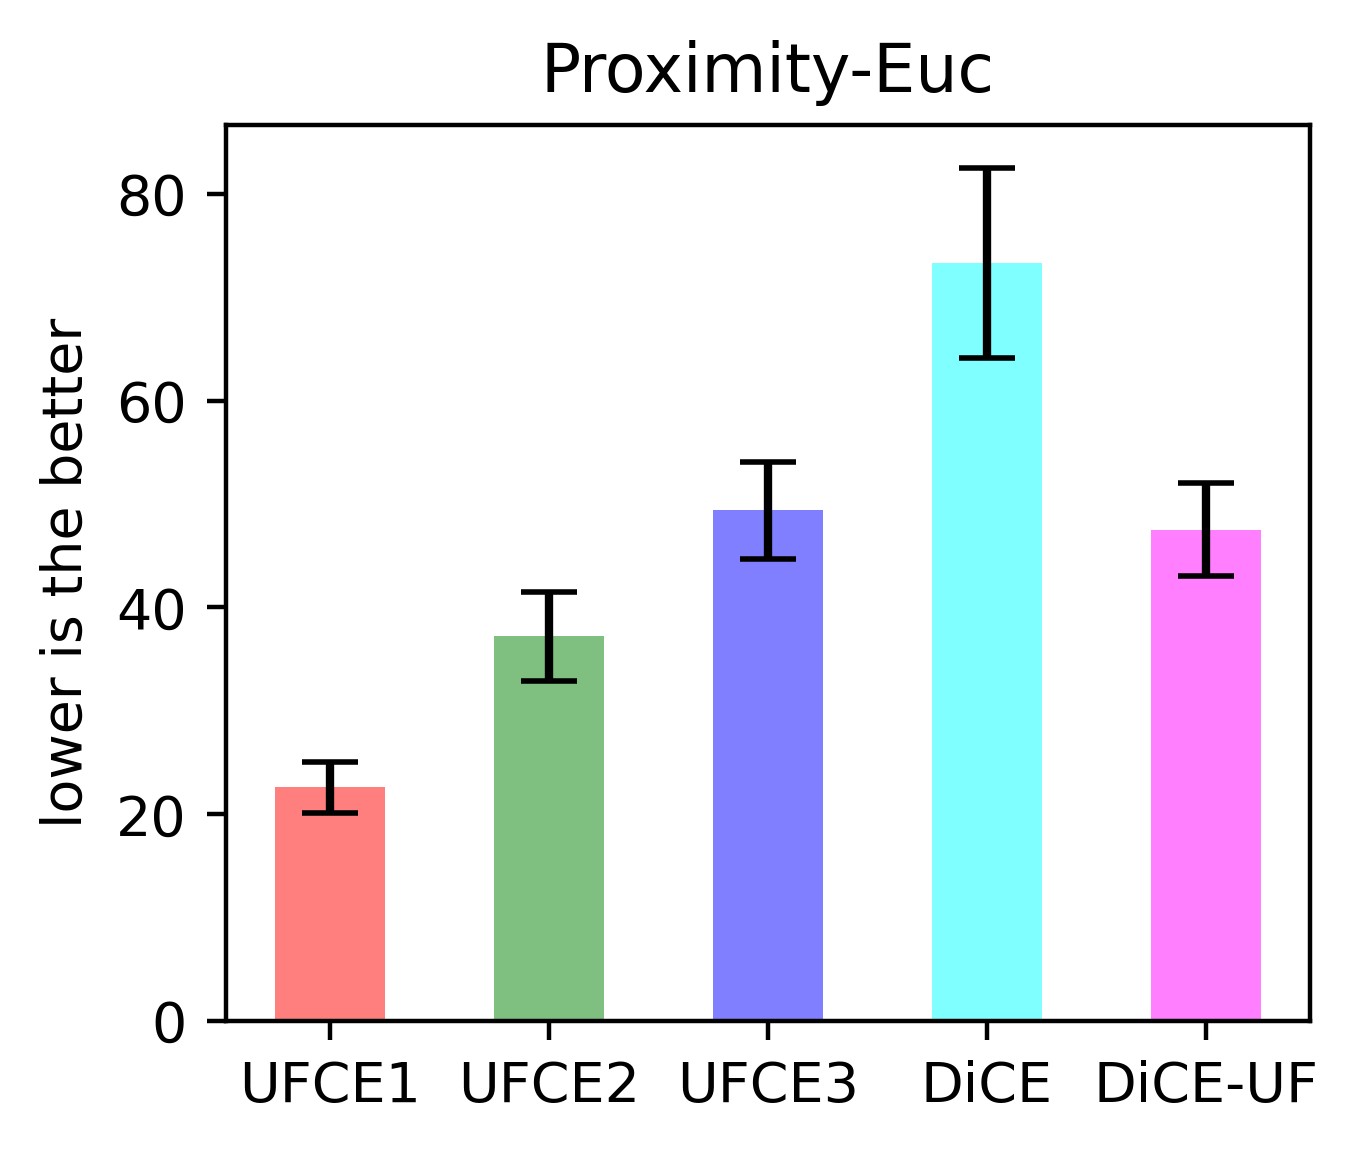 Proximity-Euc
lower is the better
80
60
40
20
0
UFCE1 UFCE2 UFCE3 DiCE DiCE-UF